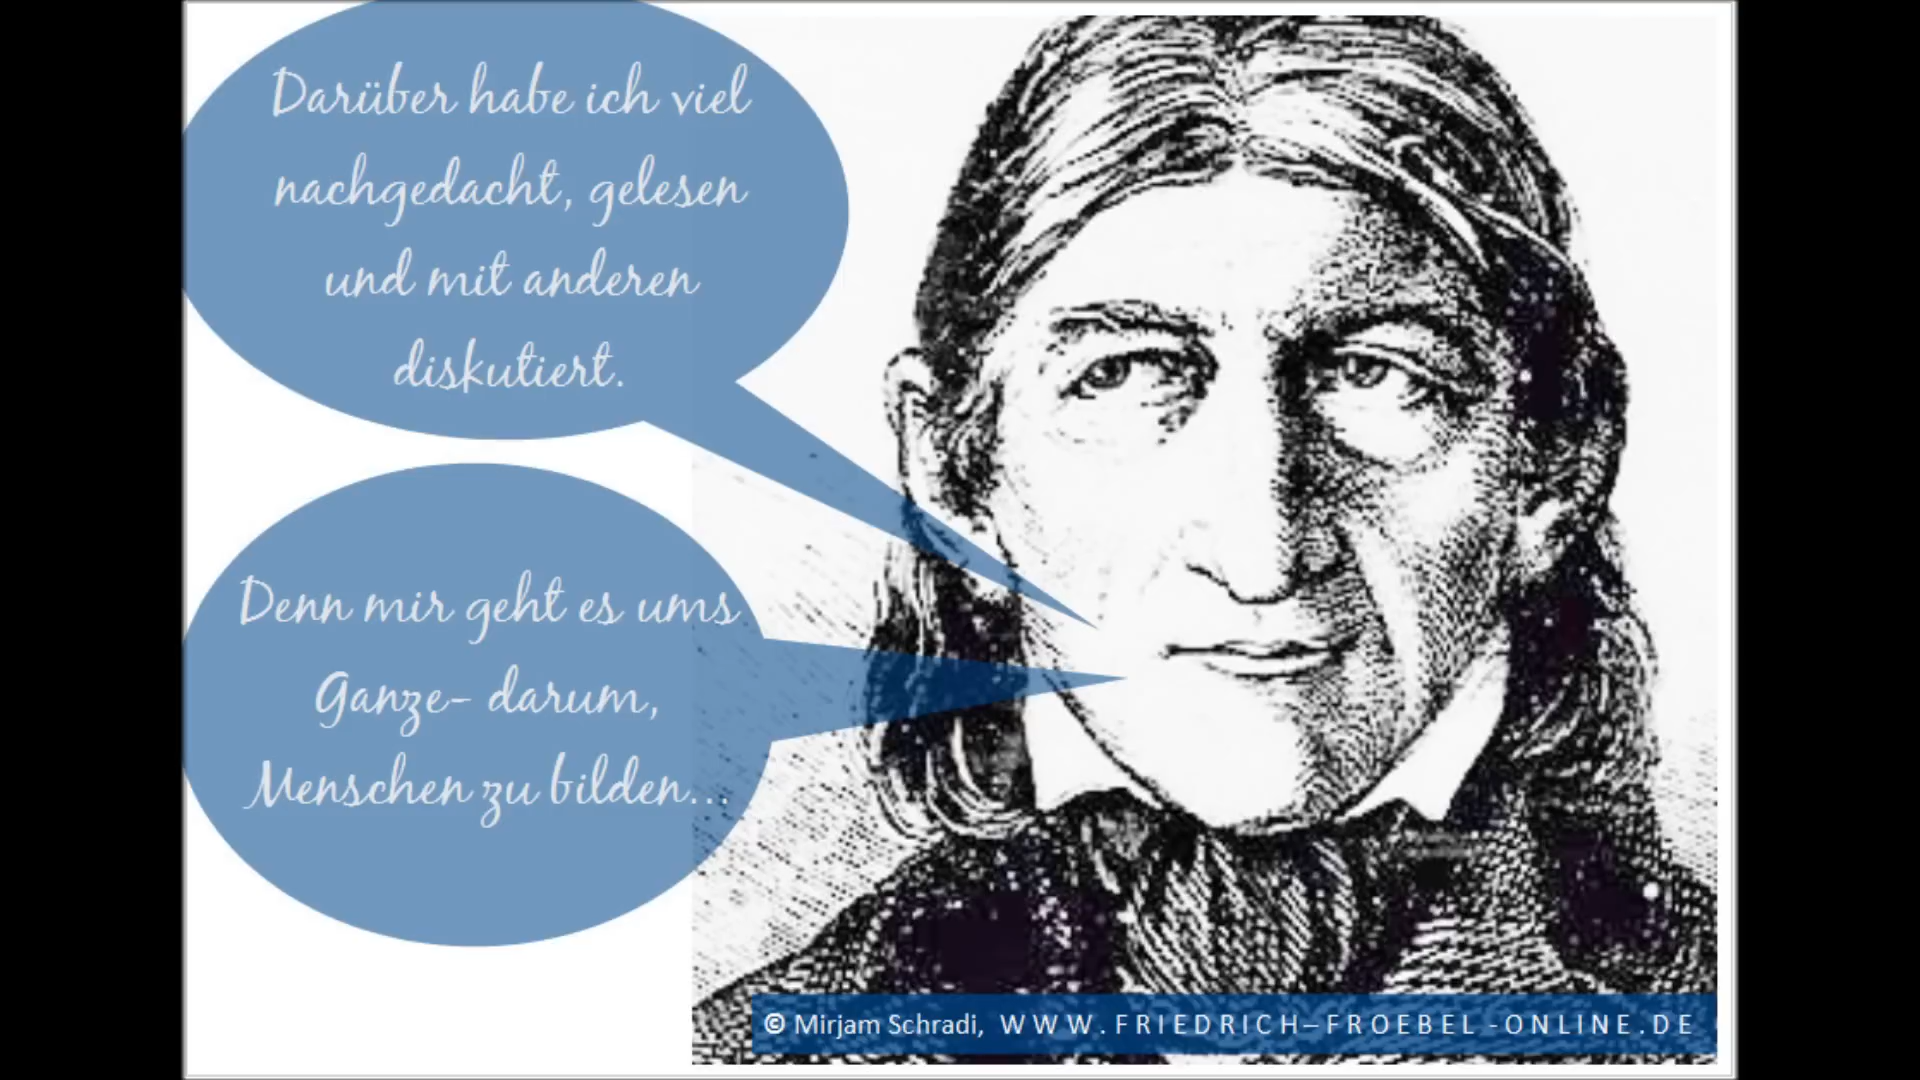 Darüber habe ich viel
nachgedacht, gelesen
und mit anderen
diskutiert.
Denn mir geht es ums
Ganze- darum,
Menschen zu bilden...
© Mirjam Schradi, WWW.FRIEDRICH–FROEBEL-ONLINE.DE